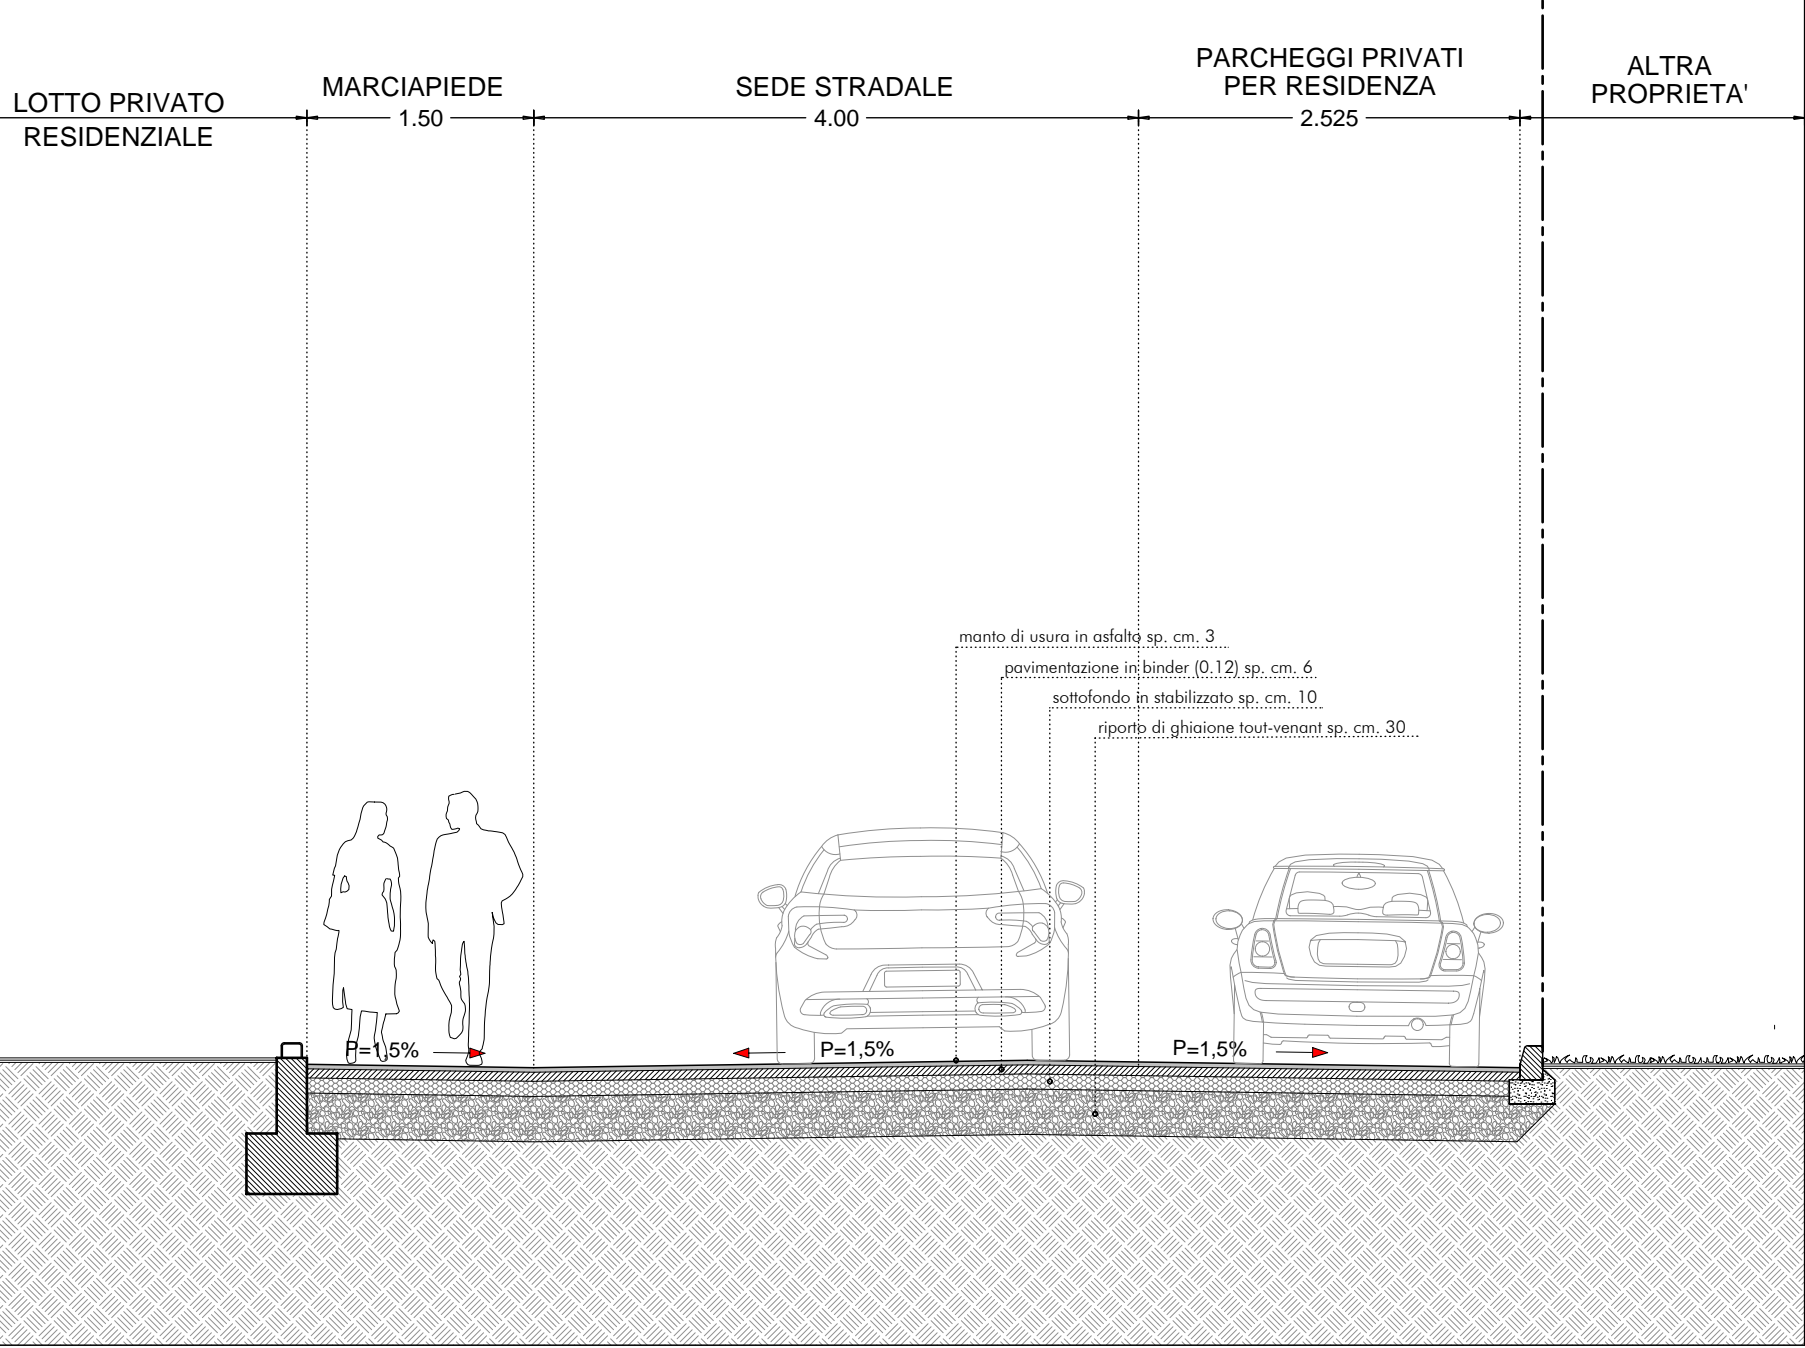 LOTTO PRIVATO
RESIDENZIALE
MARCIAPIEDE
1.50
SEDE STRADALE
4.00
PARCHEGGI PRIVATI
PER RESIDENZA
2.525
ALTRA
PROPRIETA'
manto di usura in asfalto sp. cm. 3
pavimentazione in binder (0.12) sp. cm. 6
sottofondo in stabilizzato sp. cm. 10
riporto di ghiaione tout-venant sp. cm. 30
P=1,5%
P=1,5%
P=1,5%